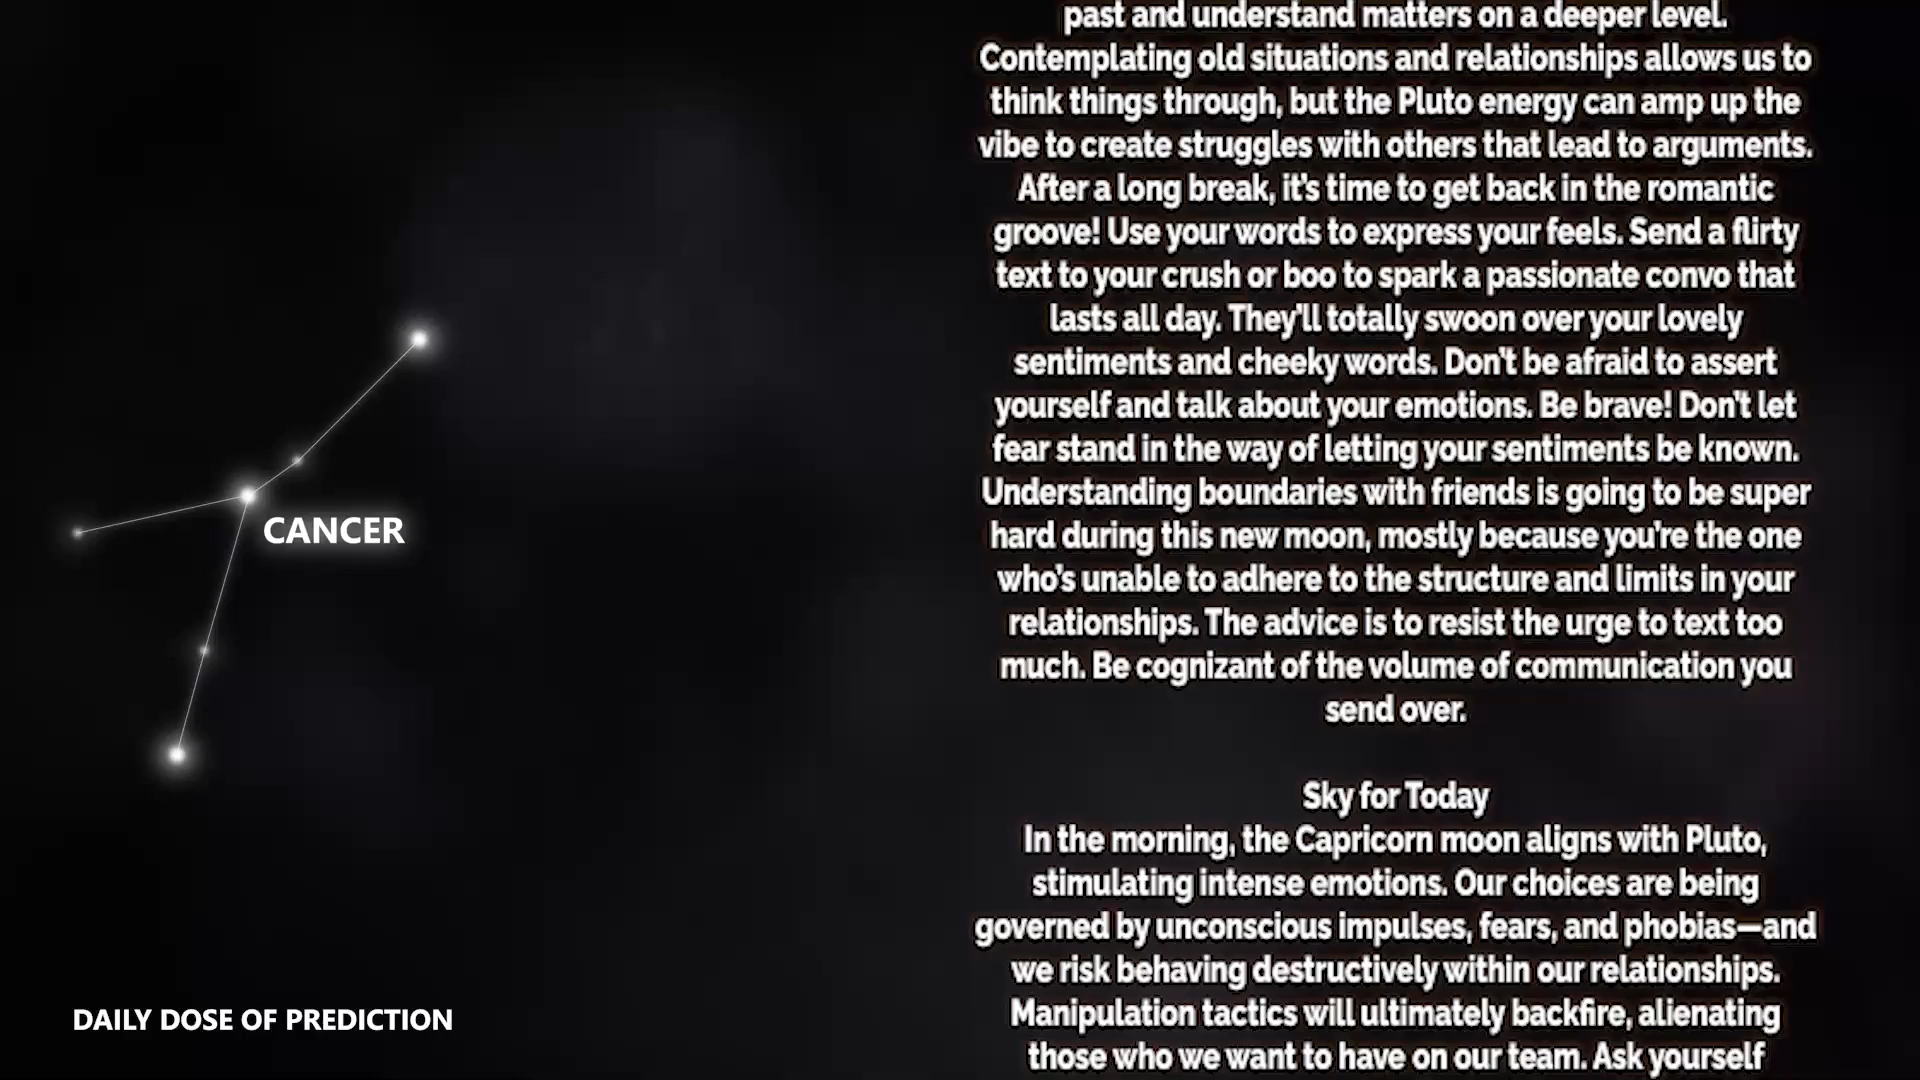 past and understand matters on a deeper level.
Contemplating old situations and relationships allows us to
think things through, but the Pluto energy can amp up the
vibe to create struggles with others that lead to arguments.
After a long break, it's time to get back in the romantic
groove! Use your words to express your feels. Send a flirty
text to your crush or boo to spark a passionate convo that
lasts all day. They'll totally swoon over your lovely
sentiments and cheeky words. Don't be afraid to assert
yourself and talk about your emotions. Be brave! Don't let
fear stand in the way of letting your sentiments be known.
Understanding boundaries with friends is going to be super
hard during this new moon, mostly because you're the one
who's unable to adhere to the structure and limits in your
relationships. The advice is to resist the urge to text too
much. Be cognizant of the volume of communication you
send over.
Sky for Today
In the morning, the Capricorn moon aligns with Pluto,
stimulating intense emotions. Our choices are being
governed by unconscious impulses, fears, and phobias—and
we risk behaving destructively within our relationships.
Manipulation tactics will ultimately backfire, alienating
those who we want to have on our team. Ask yourself
CANCER
DAILY DOSE OF PREDICTION